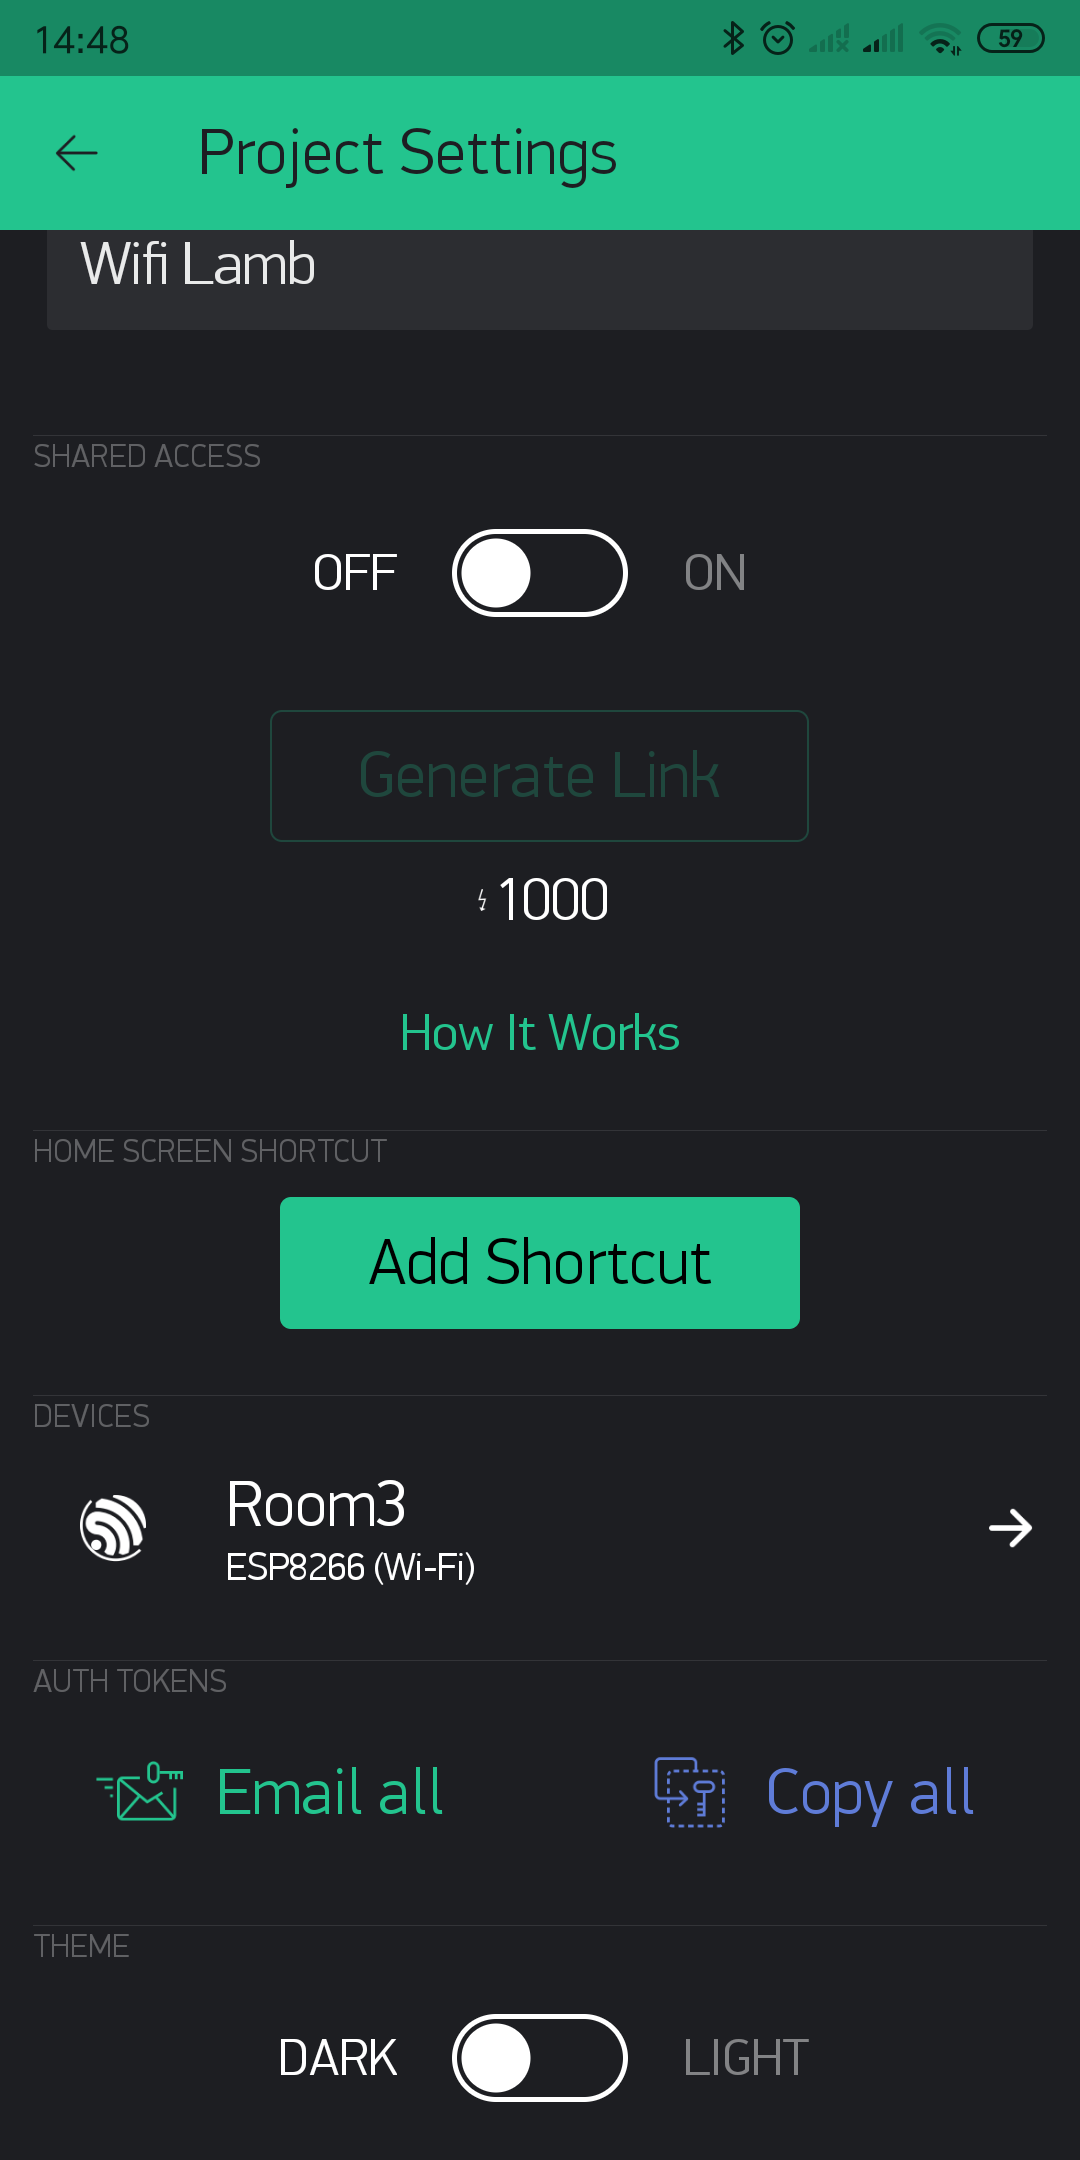 14:48
59
Project Settings
Wifi Lamb
SHARED ACCESS
OFF ON
Generate Link
1000
How It Works
HOME SCREEN SHORTCUT
Add Shortcut
DEVICES
Room3
ESP8266 (Wi-Fi)
AUTH TOKENS
Email all Copy all
THEME
DARK LIGHT